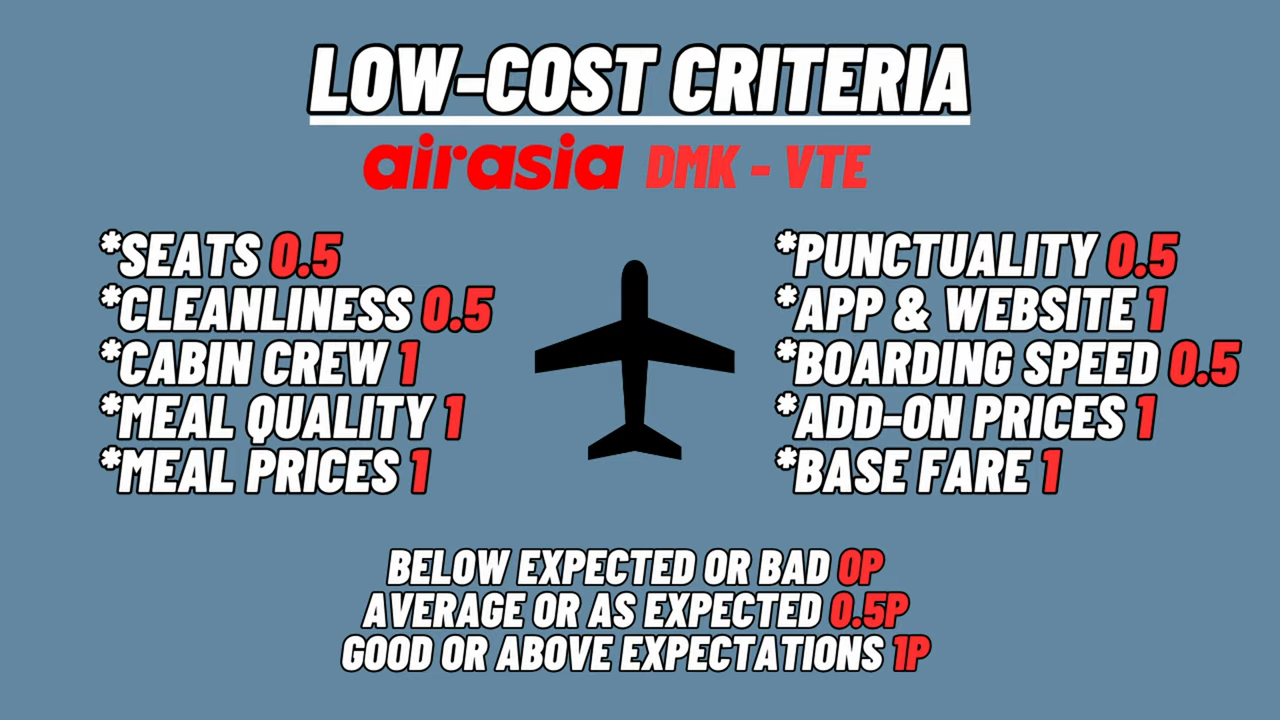 LOW-COST CRITERIA
airasia DMK - VTE
*SEATS 0.5
*CLEANLINESS 0.5
*CABIN CREW 1
*MEAL QUALITY 1
*MEAL PRICES 1
*PUNCTUALITY 0.5
*APP & WEBSITE 1
*BOARDING SPEED 0.5
*ADD-ON PRICES 1
*BASE FARE 1
BELOW EXPECTED OR BAD 0P
AVERAGE OR AS EXPECTED 0.5P
GOOD OR ABOVE EXPECTATIONS 1P